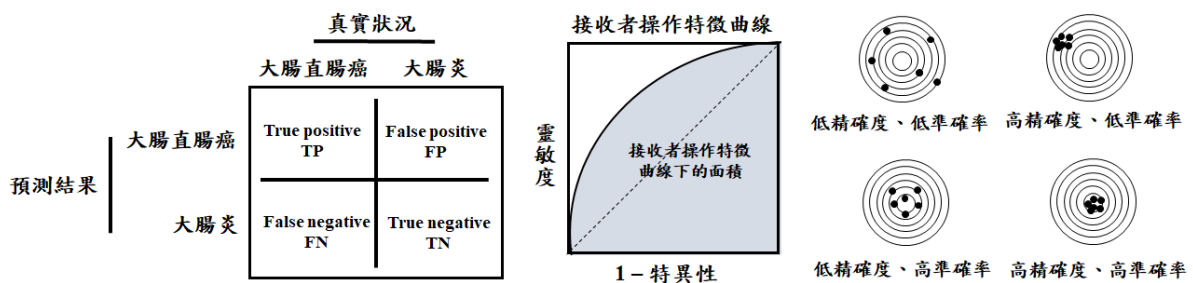 真實狀況
大腸直腸癌 大腸炎
預測結果
大腸直腸癌
True positive
TP
False positive
FP
大腸炎
False negative
FN
True negative
TN
接收者操作特徵曲線
靈敏度
接收者操作特徵
曲線下的面積
1－特異性
低精確度、低準確率
高精確度、低準確率
低精確度、高準確率
高精確度、高準確率